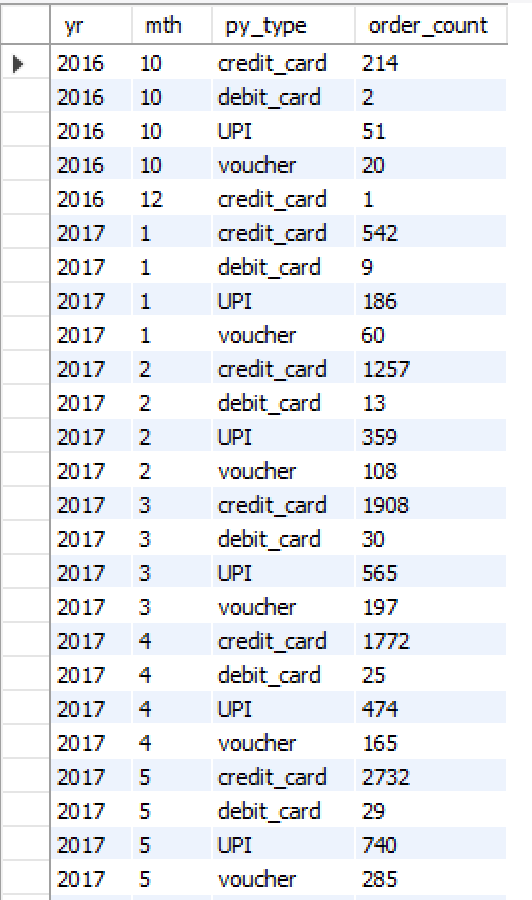 yr mth py_type order_count
2016 10 credit_card 214
2016 10 debit_card 2
2016 10 UPI 51
2016 10 voucher 20
2016 12 credit_card 1
2017 1 credit_card 542
2017 1 debit_card 9
2017 1 UPI 186
2017 1 voucher 60
2017 2 credit_card 1257
2017 2 debit_card 13
2017 2 UPI 359
2017 2 voucher 108
2017 3 credit_card 1908
2017 3 debit_card 30
2017 3 UPI 565
2017 3 voucher 197
2017 4 credit_card 1772
2017 4 debit_card 25
2017 4 UPI 474
2017 4 voucher 165
2017 5 credit_card 2732
2017 5 debit_card 29
2017 5 UPI 740
2017 5 voucher 285